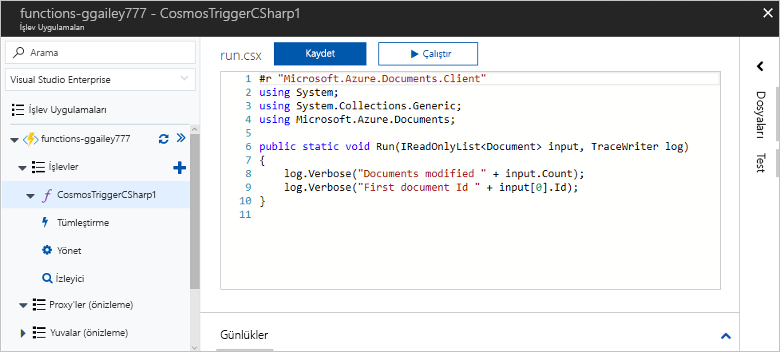 functions-ggailey777 - CosmosTriggerCSharp1
İşlev Uygulamaları
Arama
Visual Studio Enterprise
İşlev Uygulamaları
functions-ggailey777
İşlevler
CosmosTriggerCSharp1
Tümleştirme
Yönet
İzleyici
Proxy'ler (önizleme)
Yuvalar (önizleme)
run.csx
Kaydet
Çalıştır
1 #r "Microsoft.Azure.Documents.Client"
2 using System;
3 using System.Collections.Generic;
4 using Microsoft.Azure.Documents;
5
6 public static void Run(IReadOnlyList<Document> input, TraceWriter log)
7 {
8     log.Verbose("Documents modified " + input.Count);
9     log.Verbose("First document Id " + input[0].Id);
10 }
11
Günlükler
Dosyaları
Test